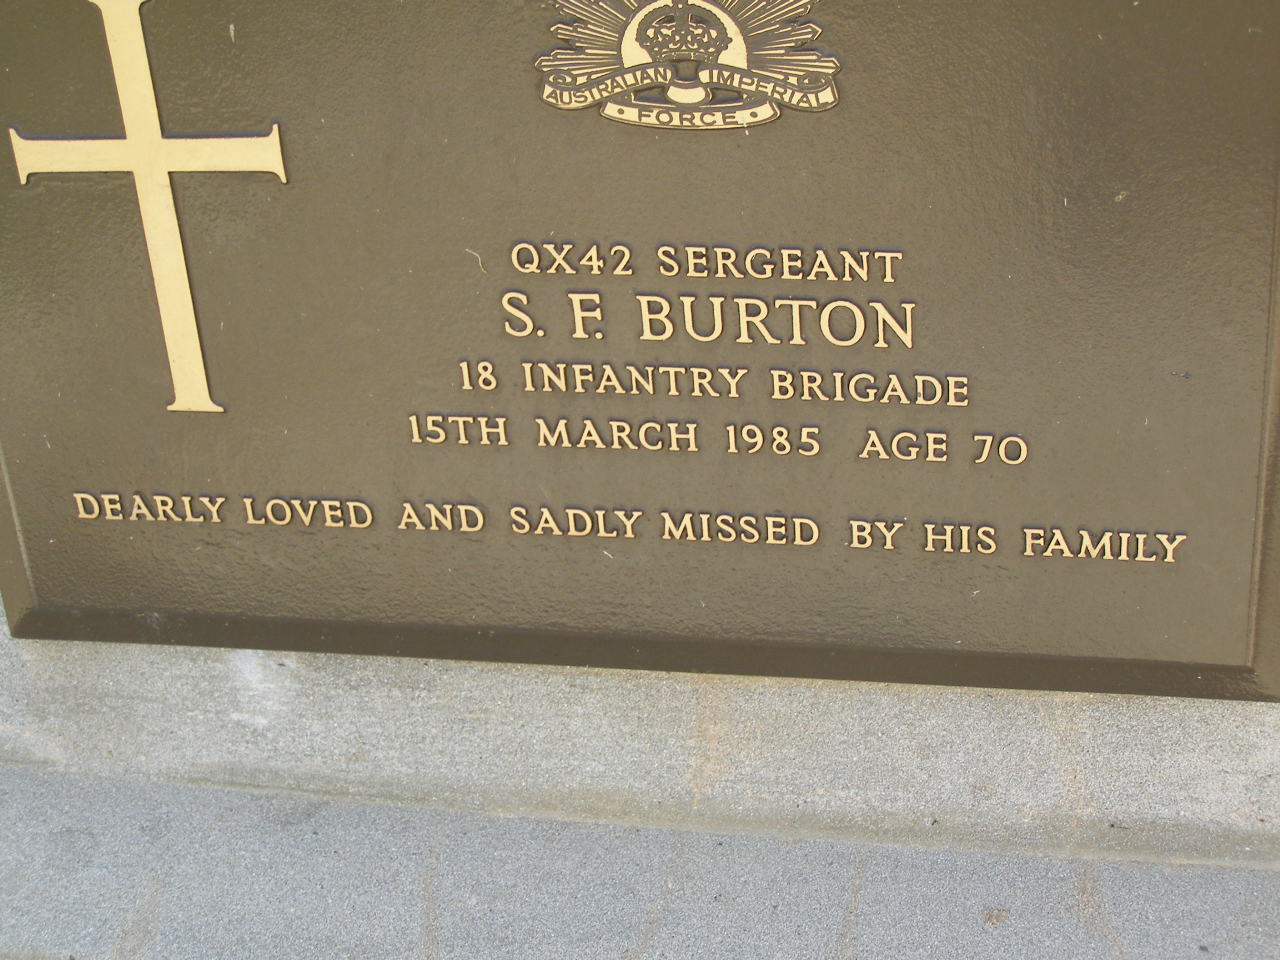 AUSTRALIAN IMPERIAL
FORCE
QX42 SERGEANT
S. F. BURTON
18 INFANTRY BRIGADE
15TH MARCH 1985 AGE 70
DEARLY LOVED AND SADLY MISSED BY HIS FAMILY